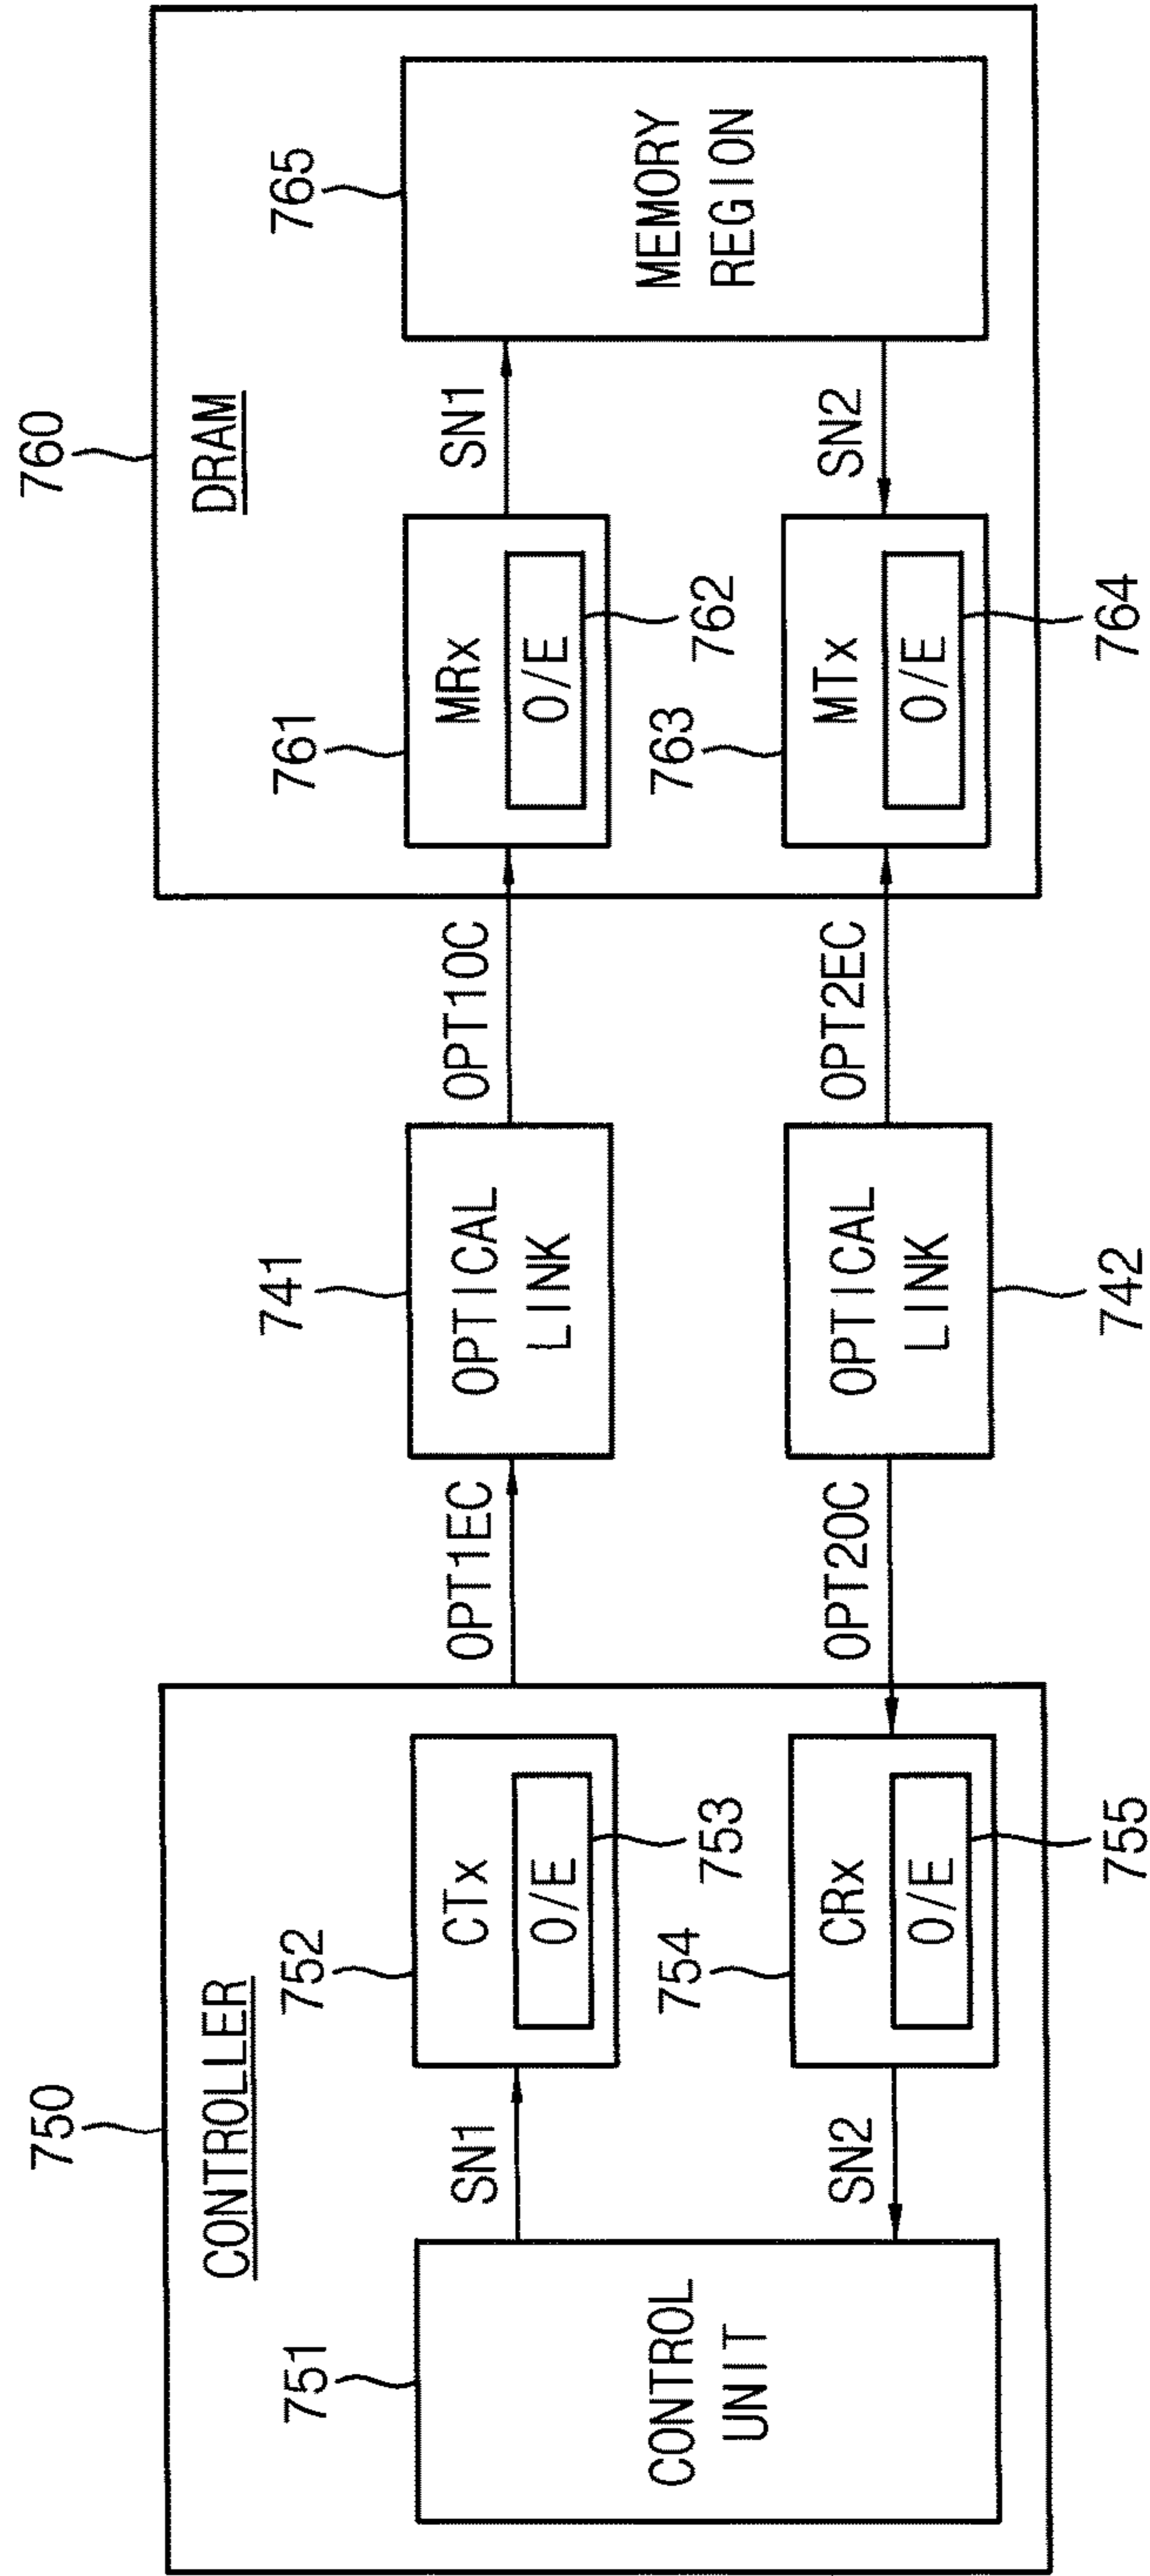 750
CONTROLLER
751
CONTROL
UNIT
SN1
SN2
752
CTx
O/E
753
754
CRx
O/E
755
OPT1EC
OPT2OC
741
OPTICAL
LINK
OPTICAL
LINK
742
OPT1OC
OPT2EC
760
DRAM
761
MRx
O/E
762
763
MTx
O/E
764
SN1
SN2
765
MEMORY
REGION